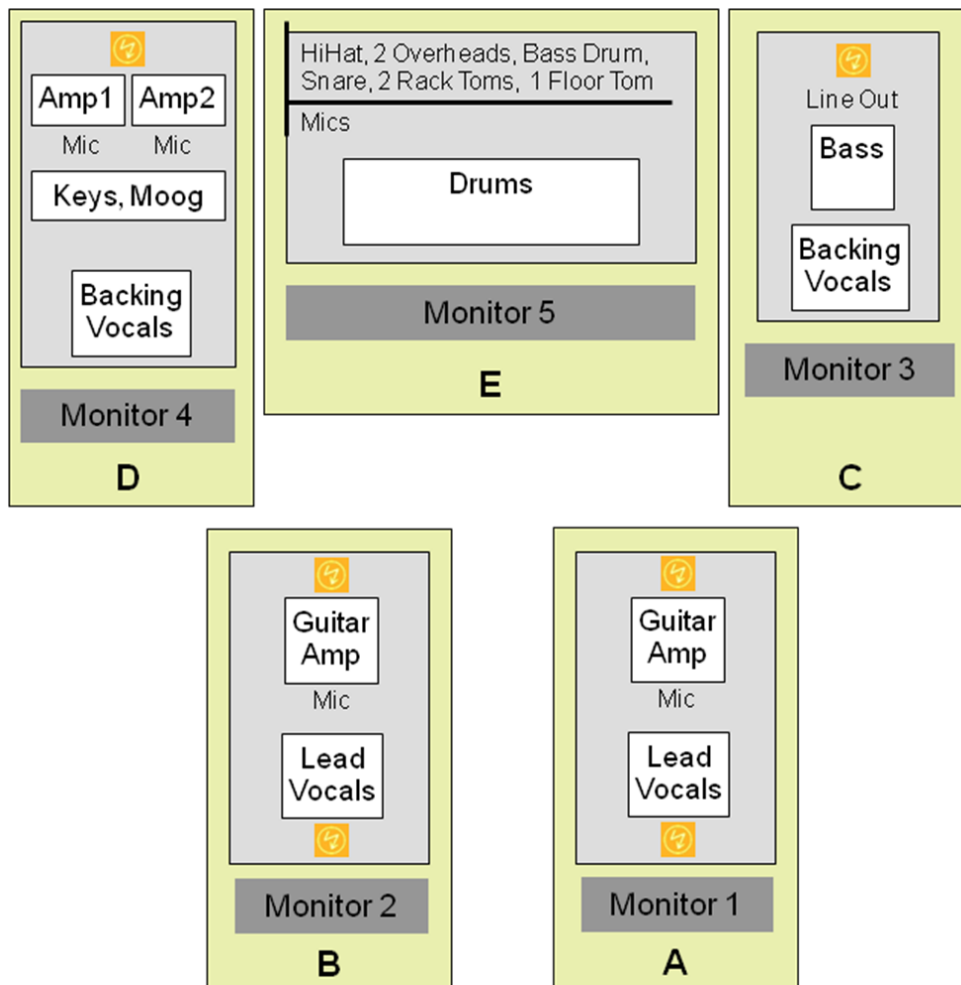 Amp1
Amp2
Mic
Mic
Keys, Moog
Backing
Vocals
Monitor 4
D
HiHat, 2 Overheads, Bass Drum,
Snare, 2 Rack Toms, 1 Floor Tom
Mics
Drums
Monitor 5
E
Line Out
Bass
Backing
Vocals
Monitor 3
C
Guitar
Amp
Mic
Lead
Vocals
Monitor 2
B
Guitar
Amp
Mic
Lead
Vocals
Monitor 1
A